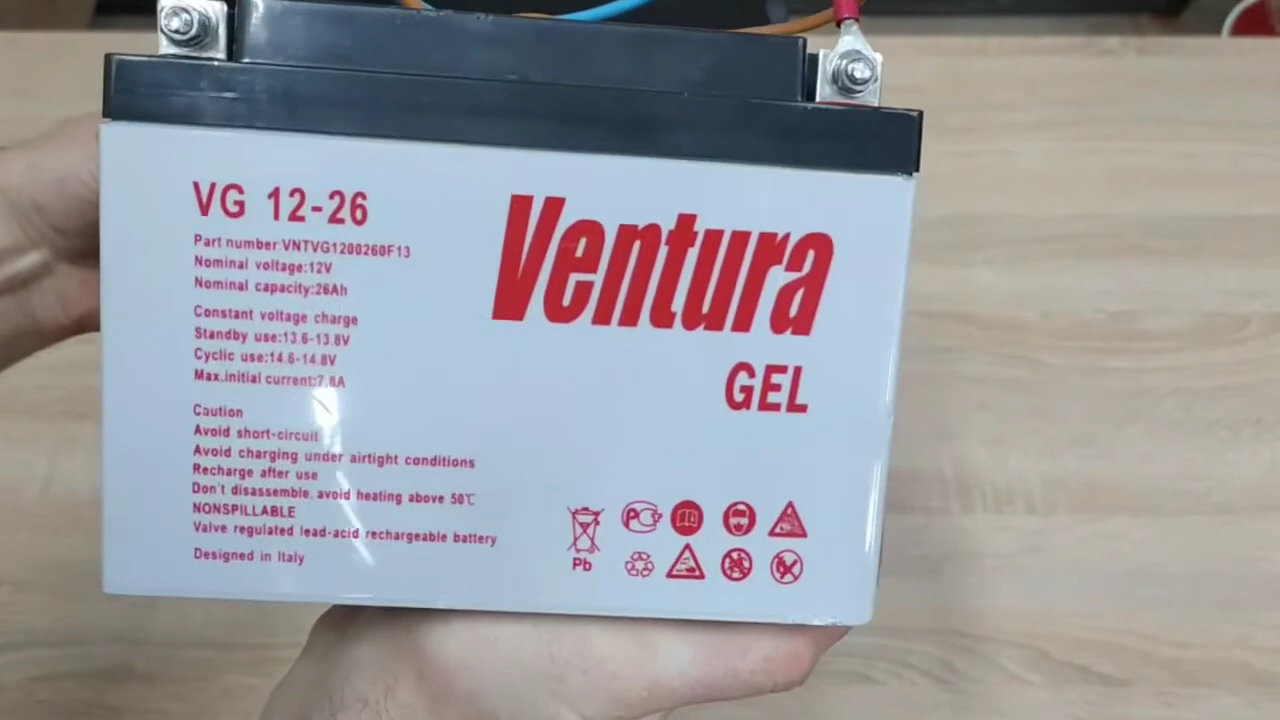 VG 12-26
Part number:VNTVG1200260F13
Nominal voltage:12V
Nominal capacity:26Ah
Constant voltage charge
Standby use:13.6-13.8V
Cyclic use:14.6-14.8V
Max.initial current:7.8A
Caution
Avoid short-circuit
Avoid charging under airtight conditions
Recharge after use
Don't disassemble, avoid heating above 50℃
NONSPILLABLE
Valve regulated lead-acid rechargeable battery
Designed in Italy
Ventura
GEL
Pb